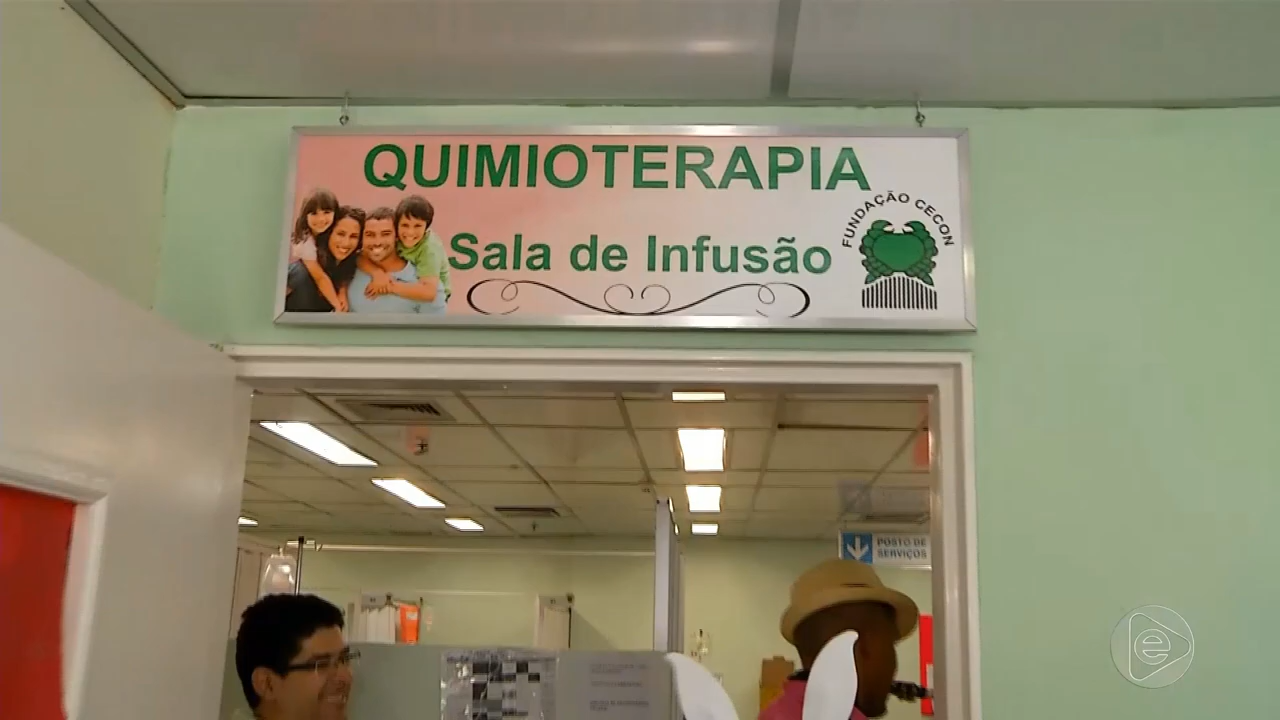 QUIMIOTERAPIA
Sala de Infusão
FUNDAÇÃO CECON
POSTO DE
SERVIÇOS
e